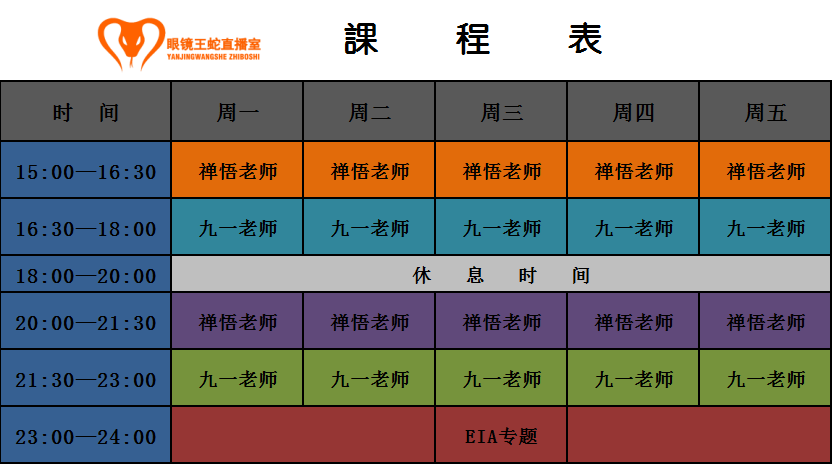 眼镜王蛇直播室
YANJINGWANGSHE ZHIBOSHI
課 程 表
时 间 周一 周二 周三 周四 周五
15:00—16:30 禅悟老师 禅悟老师 禅悟老师 禅悟老师 禅悟老师
16:30—18:00 九一老师 九一老师 九一老师 九一老师 九一老师
18:00—20:00 休 息 时 间
20:00—21:30 禅悟老师 禅悟老师 禅悟老师 禅悟老师 禅悟老师
21:30—23:00 九一老师 九一老师 九一老师 九一老师 九一老师
23:00—24:00 EIA专题